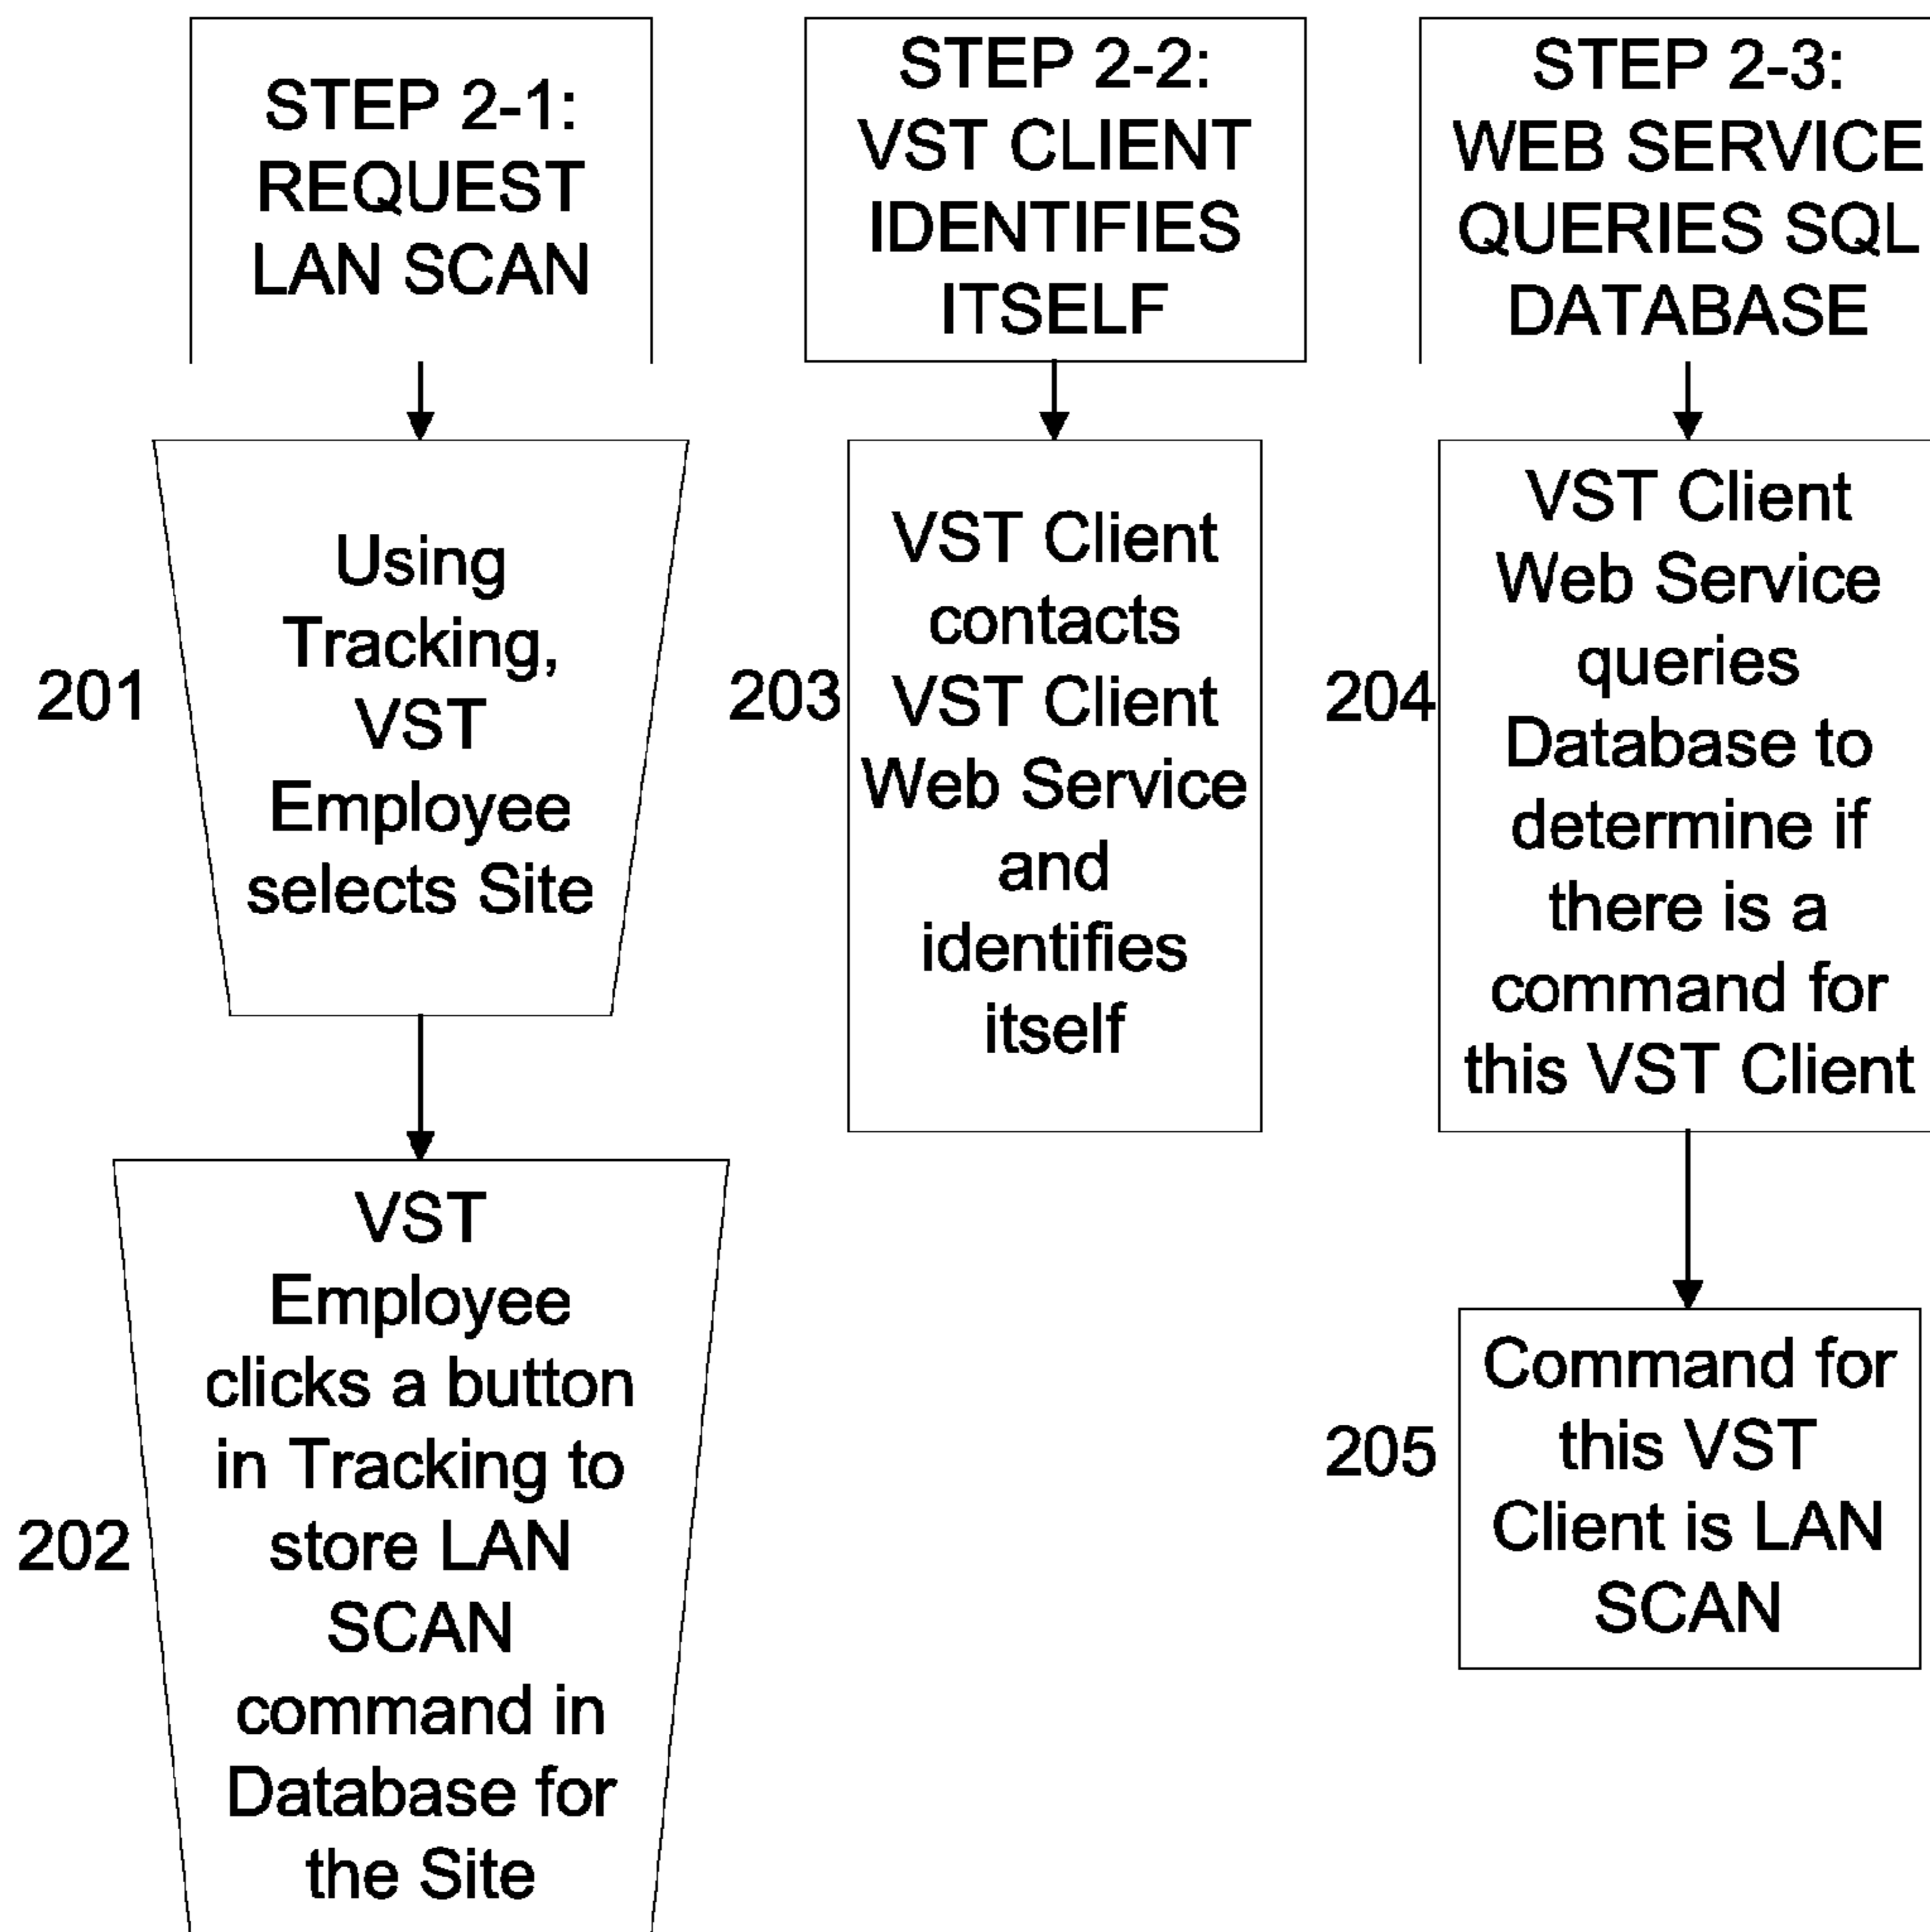 STEP 2-1:
REQUEST
LAN SCAN
201
Using
Tracking,
VST
Employee
selects Site
202
VST
Employee
clicks a button
in Tracking to
store LAN
SCAN
command in
Database for
the Site
STEP 2-2:
VST CLIENT
IDENTIFIES
ITSELF
203
VST Client
contacts
VST Client
Web Service
and
identifies
itself
STEP 2-3:
WEB SERVICE
QUERIES SQL
DATABASE
204
VST Client
Web Service
queries
Database to
determine if
there is a
command for
this VST Client
205
Command for
this VST
Client is LAN
SCAN